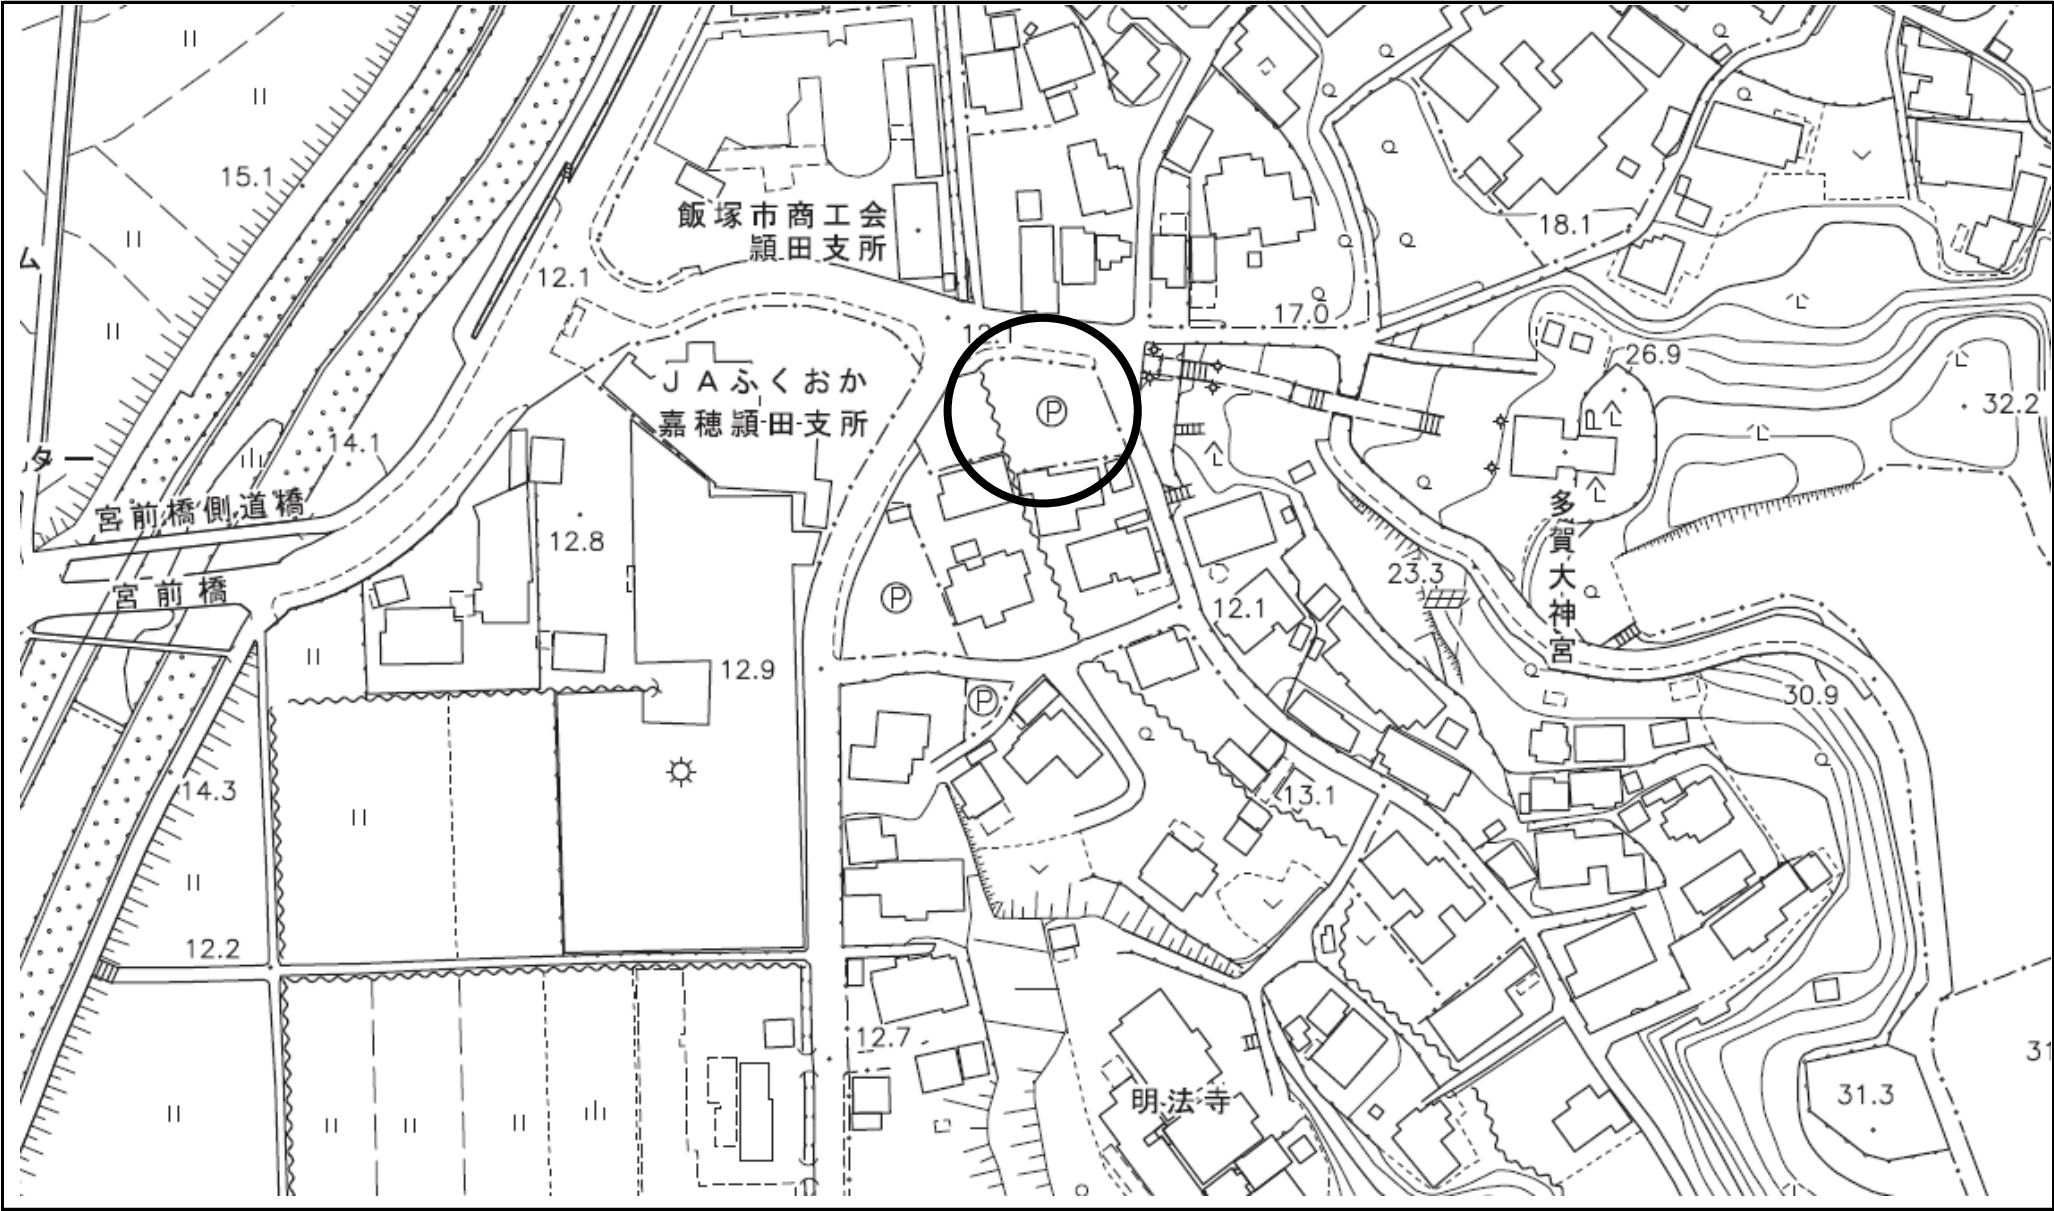 15.1
飯塚市商工会
頴田支所
18.1
ム
12.1
17.0
26.9
JAふくおか
嘉穂頴田支所
P
32.2
14.1
ター
宮前橋側道橋
12.8
多賀大神宮
23.3
宮前橋
P
12.1
12.9
P
30.9
14.3
13.1
12.2
12.7
31
明法寺
31.3